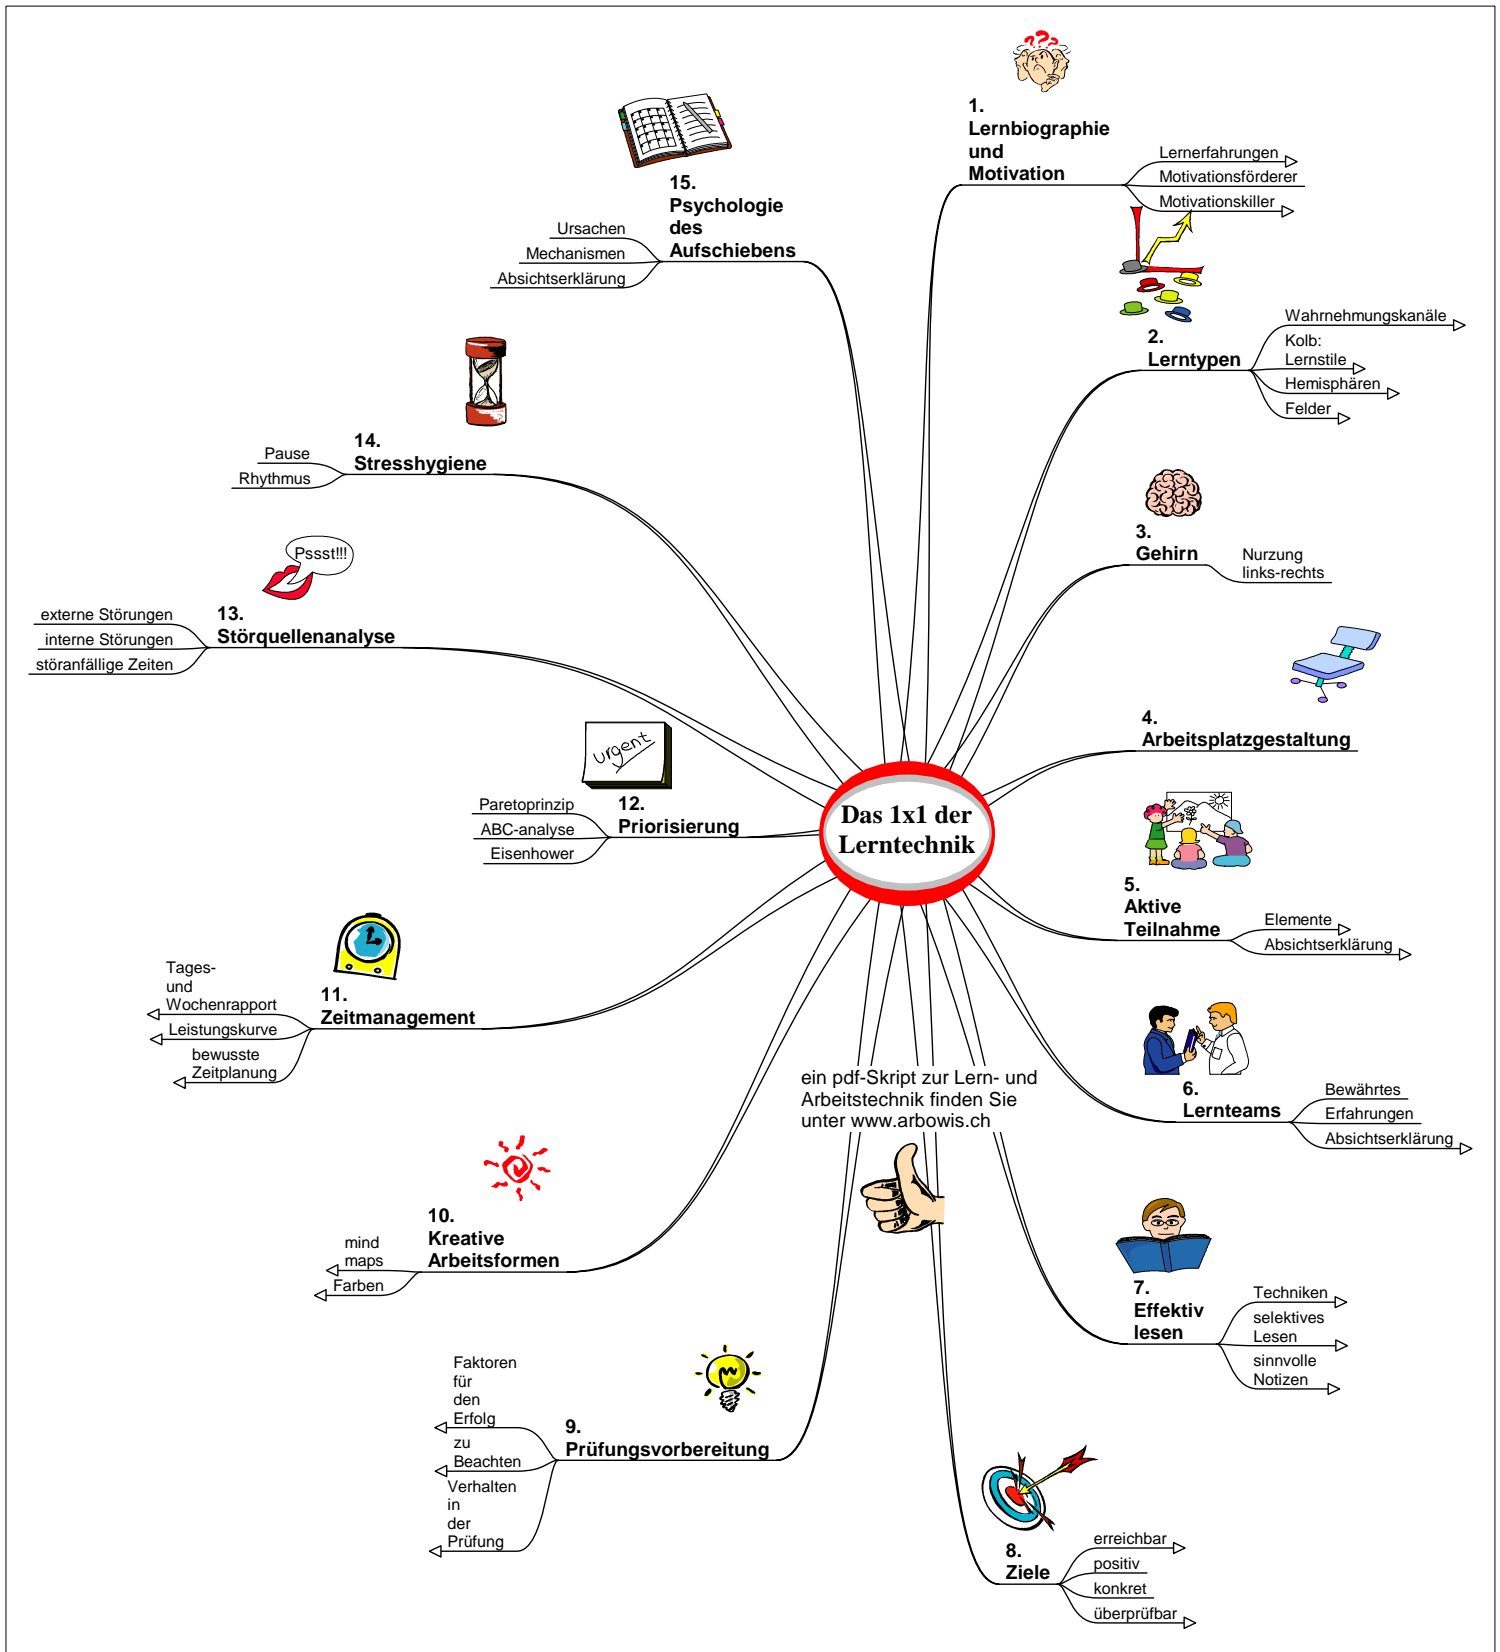 Das 1x1 der
Lerntechnik
1.
Lernbiographie
und
Motivation
Lernerfahrungen
Motivationsförderer
Motivationskiller
2.
Lerntypen
Wahrnehmungskanäle
Kolb:
Lernstile
Hemisphären
Felder
3.
Gehirn
Nurzung
links-rechts
4.
Arbeitsplatzgestaltung
5.
Aktive
Teilnahme
Elemente
Absichtserklärung
6.
Lernteams
Bewährtes
Erfahrungen
Absichtserklärung
7.
Effektiv
lesen
Techniken
selektives
Lesen
sinnvolle
Notizen
8.
Ziele
erreichbar
positiv
konkret
überprüfbar
9.
Prüfungsvorbereitung
Faktoren
für
den
Erfolg
zu
Beachten
Verhalten
in
der
Prüfung
10.
Kreative
Arbeitsformen
mind
maps
Farben
11.
Zeitmanagement
Tages-
und
Wochenrapport
Leistungskurve
bewusste
Zeitplanung
urgent
12.
Priorisierung
Paretoprinzip
ABC-analyse
Eisenhower
Pssst!!!
13.
Störquellenanalyse
externe Störungen
interne Störungen
störanfällige Zeiten
14.
Stresshygiene
Pause
Rhythmus
15.
Psychologie
des
Aufschiebens
Ursachen
Mechanismen
Absichtserklärung
ein pdf-Skript zur Lern- und
Arbeitstechnik finden Sie
unter www.arbowis.ch
???